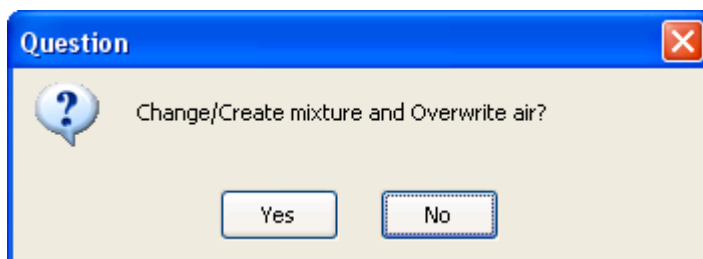 Question
Change/Create mixture and Overwrite air?
Yes No